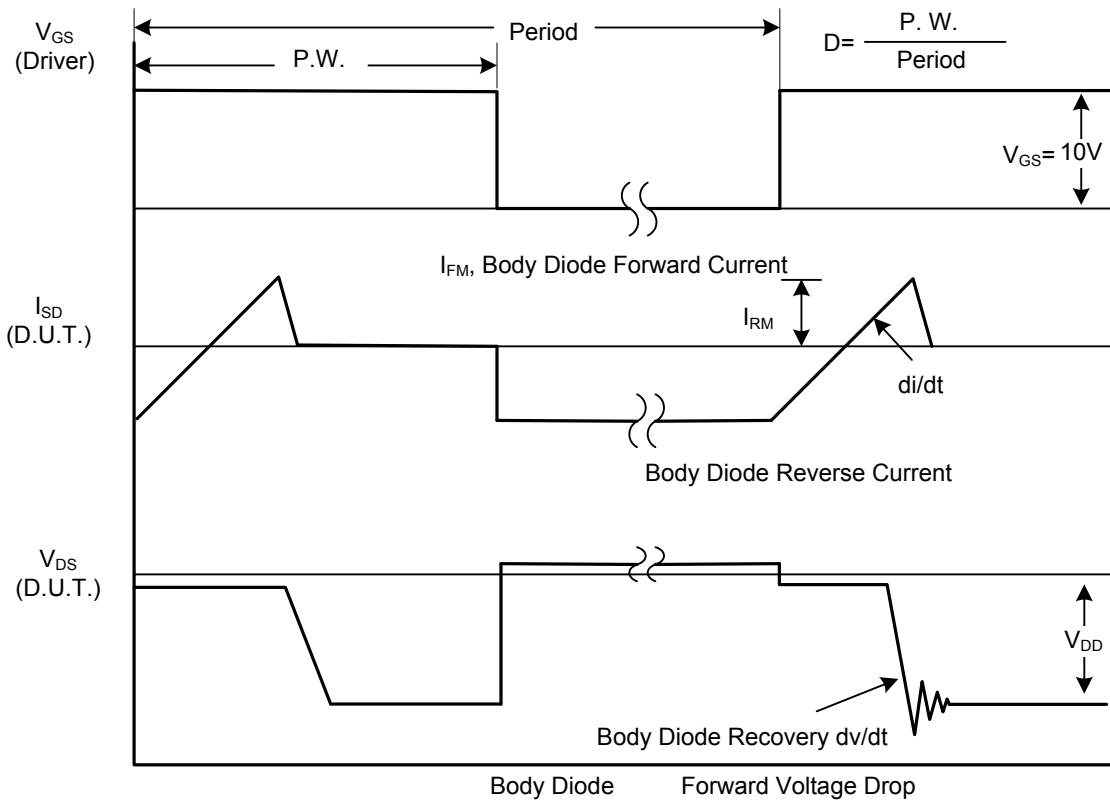 V_GS
(Driver)
Period
P.W.
D= P. W.
Period
V_GS= 10V
I_FM, Body Diode Forward Current
I_SD
(D.U.T.)
I_RM
di/dt
Body Diode Reverse Current
V_DS
(D.U.T.)
V_DD
Body Diode Recovery dv/dt
Body Diode Forward Voltage Drop